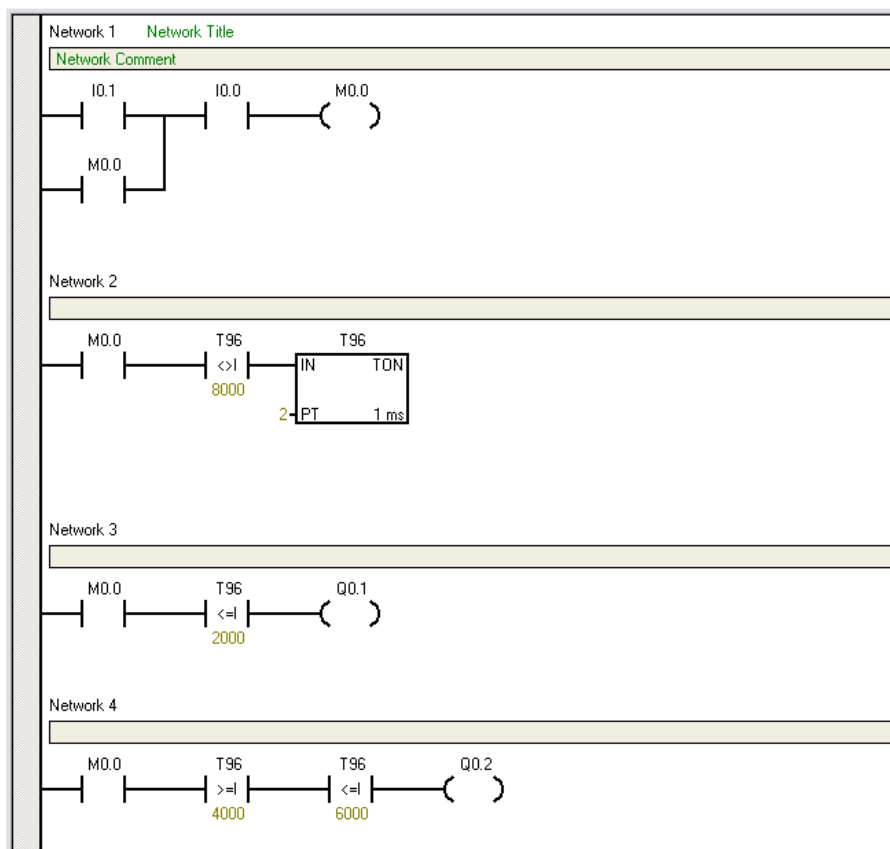 Network 1 Network Title
Network Comment
I0.1 I0.0 M0.0
M0.0
Network 2
M0.0 T96 T96
<>I IN TON
8000
2 PT 1 ms
Network 3
M0.0 T96 Q0.1
<=I
2000
Network 4
M0.0 T96 T96 Q0.2
>=I <=I
4000 6000